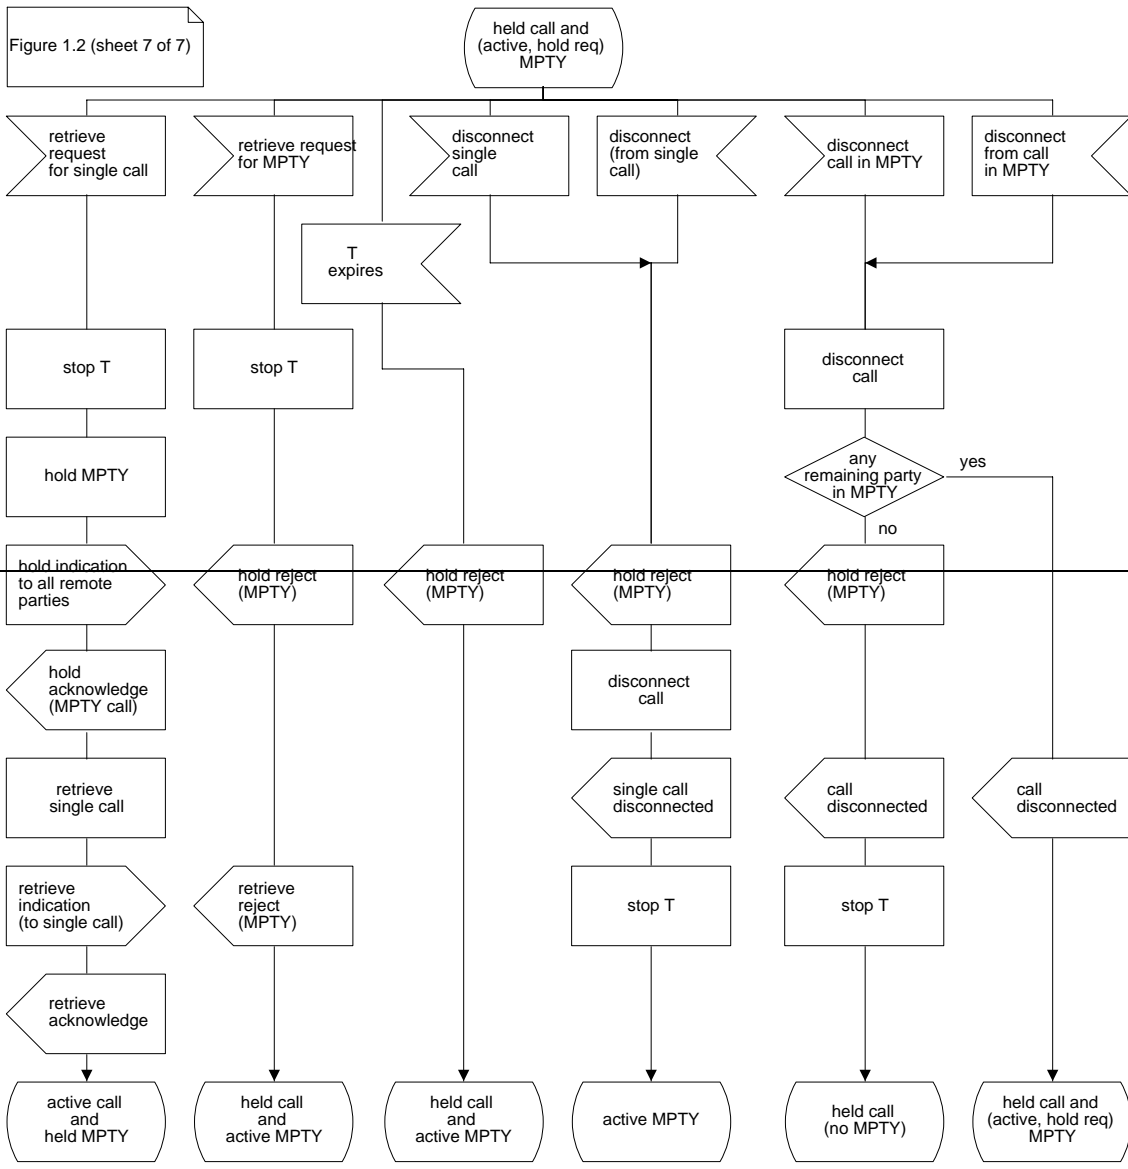 Figure 1.2 (sheet 7 of 7)
held call and
(active, hold req)
MPTY
retrieve
request
for single call
retrieve request
for MPTY
disconnect
single
call
disconnect
(from single
call)
disconnect
call in MPTY
disconnect
from call
in MPTY
T
expires
stop T
stop T
disconnect
call
hold MPTY
any
remaining party
in MPTY
yes
no
hold indication
to all remote
parties
hold reject
(MPTY)
hold reject
(MPTY)
hold reject
(MPTY)
hold reject
(MPTY)
hold
acknowledge
(MPTY call)
disconnect
call
retrieve
single call
single call
disconnected
call
disconnected
call
disconnected
retrieve
indication
(to single call)
retrieve
reject
(MPTY)
stop T
stop T
retrieve
acknowledge
active call
and
held MPTY
held call
and
active MPTY
held call
and
active MPTY
active MPTY
held call
(no MPTY)
held call and
(active, hold req)
MPTY